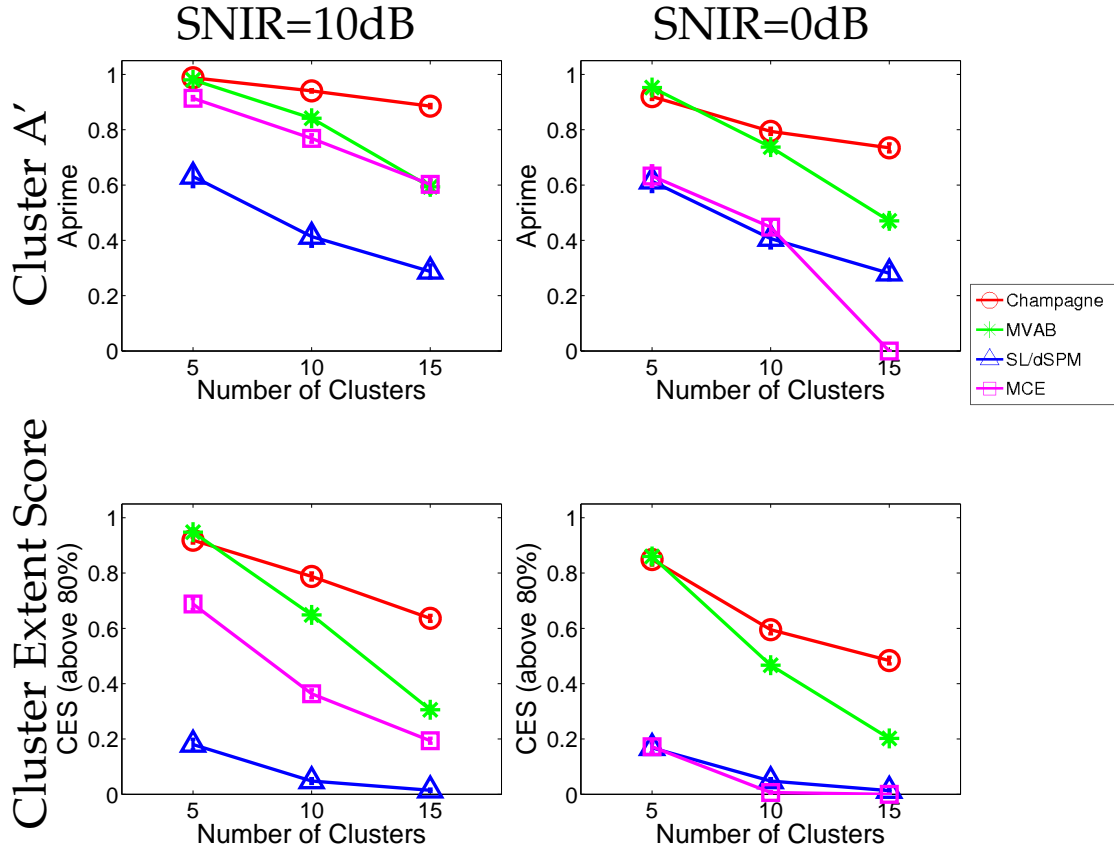 SNIR=10dB
SNIR=0dB
Cluster A′
Aprime
1
0.8
0.6
0.4
0.2
0
5
10
15
Number of Clusters
Aprime
1
0.8
0.6
0.4
0.2
0
5
10
15
Number of Clusters
Champagne
MVAB
SL/dSPM
MCE
Cluster Extent Score
CES (above 80%)
1
0.8
0.6
0.4
0.2
0
5
10
15
Number of Clusters
CES (above 80%)
1
0.8
0.6
0.4
0.2
0
5
10
15
Number of Clusters